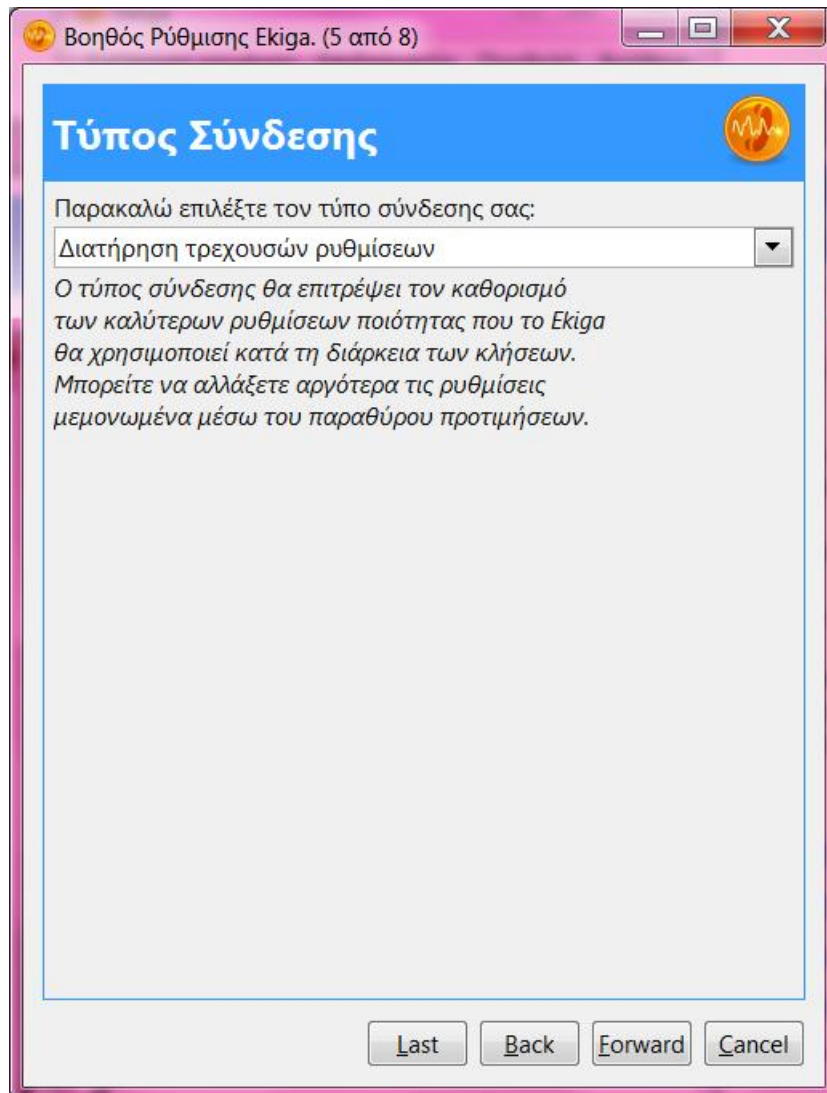 Βοηθός Ρύθμισης Ekiga. (5 από 8)
Τύπος Σύνδεσης
Παρακαλώ επιλέξτε τον τύπο σύνδεσης σας:
Διατήρηση τρεχουσών ρυθμίσεων
Ο τύπος σύνδεσης θα επιτρέψει τον καθορισμό
των καλύτερων ρυθμίσεων ποιότητας που το Ekiga
θα χρησιμοποιεί κατά τη διάρκεια των κλήσεων.
Μπορείτε να αλλάξετε αργότερα τις ρυθμίσεις
μεμονωμένα μέσω του παραθύρου προτιμήσεων.
Last Back Forward Cancel